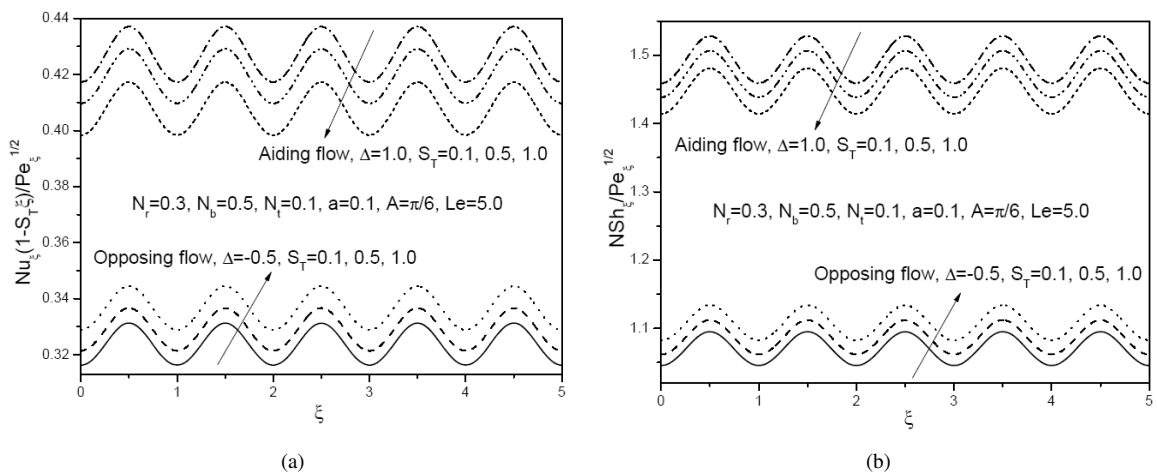 0.44
0.42
0.40
0.38
0.36
0.34
0.32
Nu_ξ(1-S_Tξ)/Pe_ξ^1/2
Aiding flow, Δ=1.0, S_T=0.1, 0.5, 1.0
N_r=0.3, N_b=0.5, N_t=0.1, a=0.1, A=π/6, Le=5.0
Opposing flow, Δ=-0.5, S_T=0.1, 0.5, 1.0
0 1 2 3 4 5
ξ
(a)
1.5
1.4
1.3
1.2
1.1
NSh_ξ/Pe_ξ^1/2
Aiding flow, Δ=1.0, S_T=0.1, 0.5, 1.0
N_r=0.3, N_b=0.5, N_t=0.1, a=0.1, A=π/6, Le=5.0
Opposing flow, Δ=-0.5, S_T=0.1, 0.5, 1.0
0 1 2 3 4 5
ξ
(b)